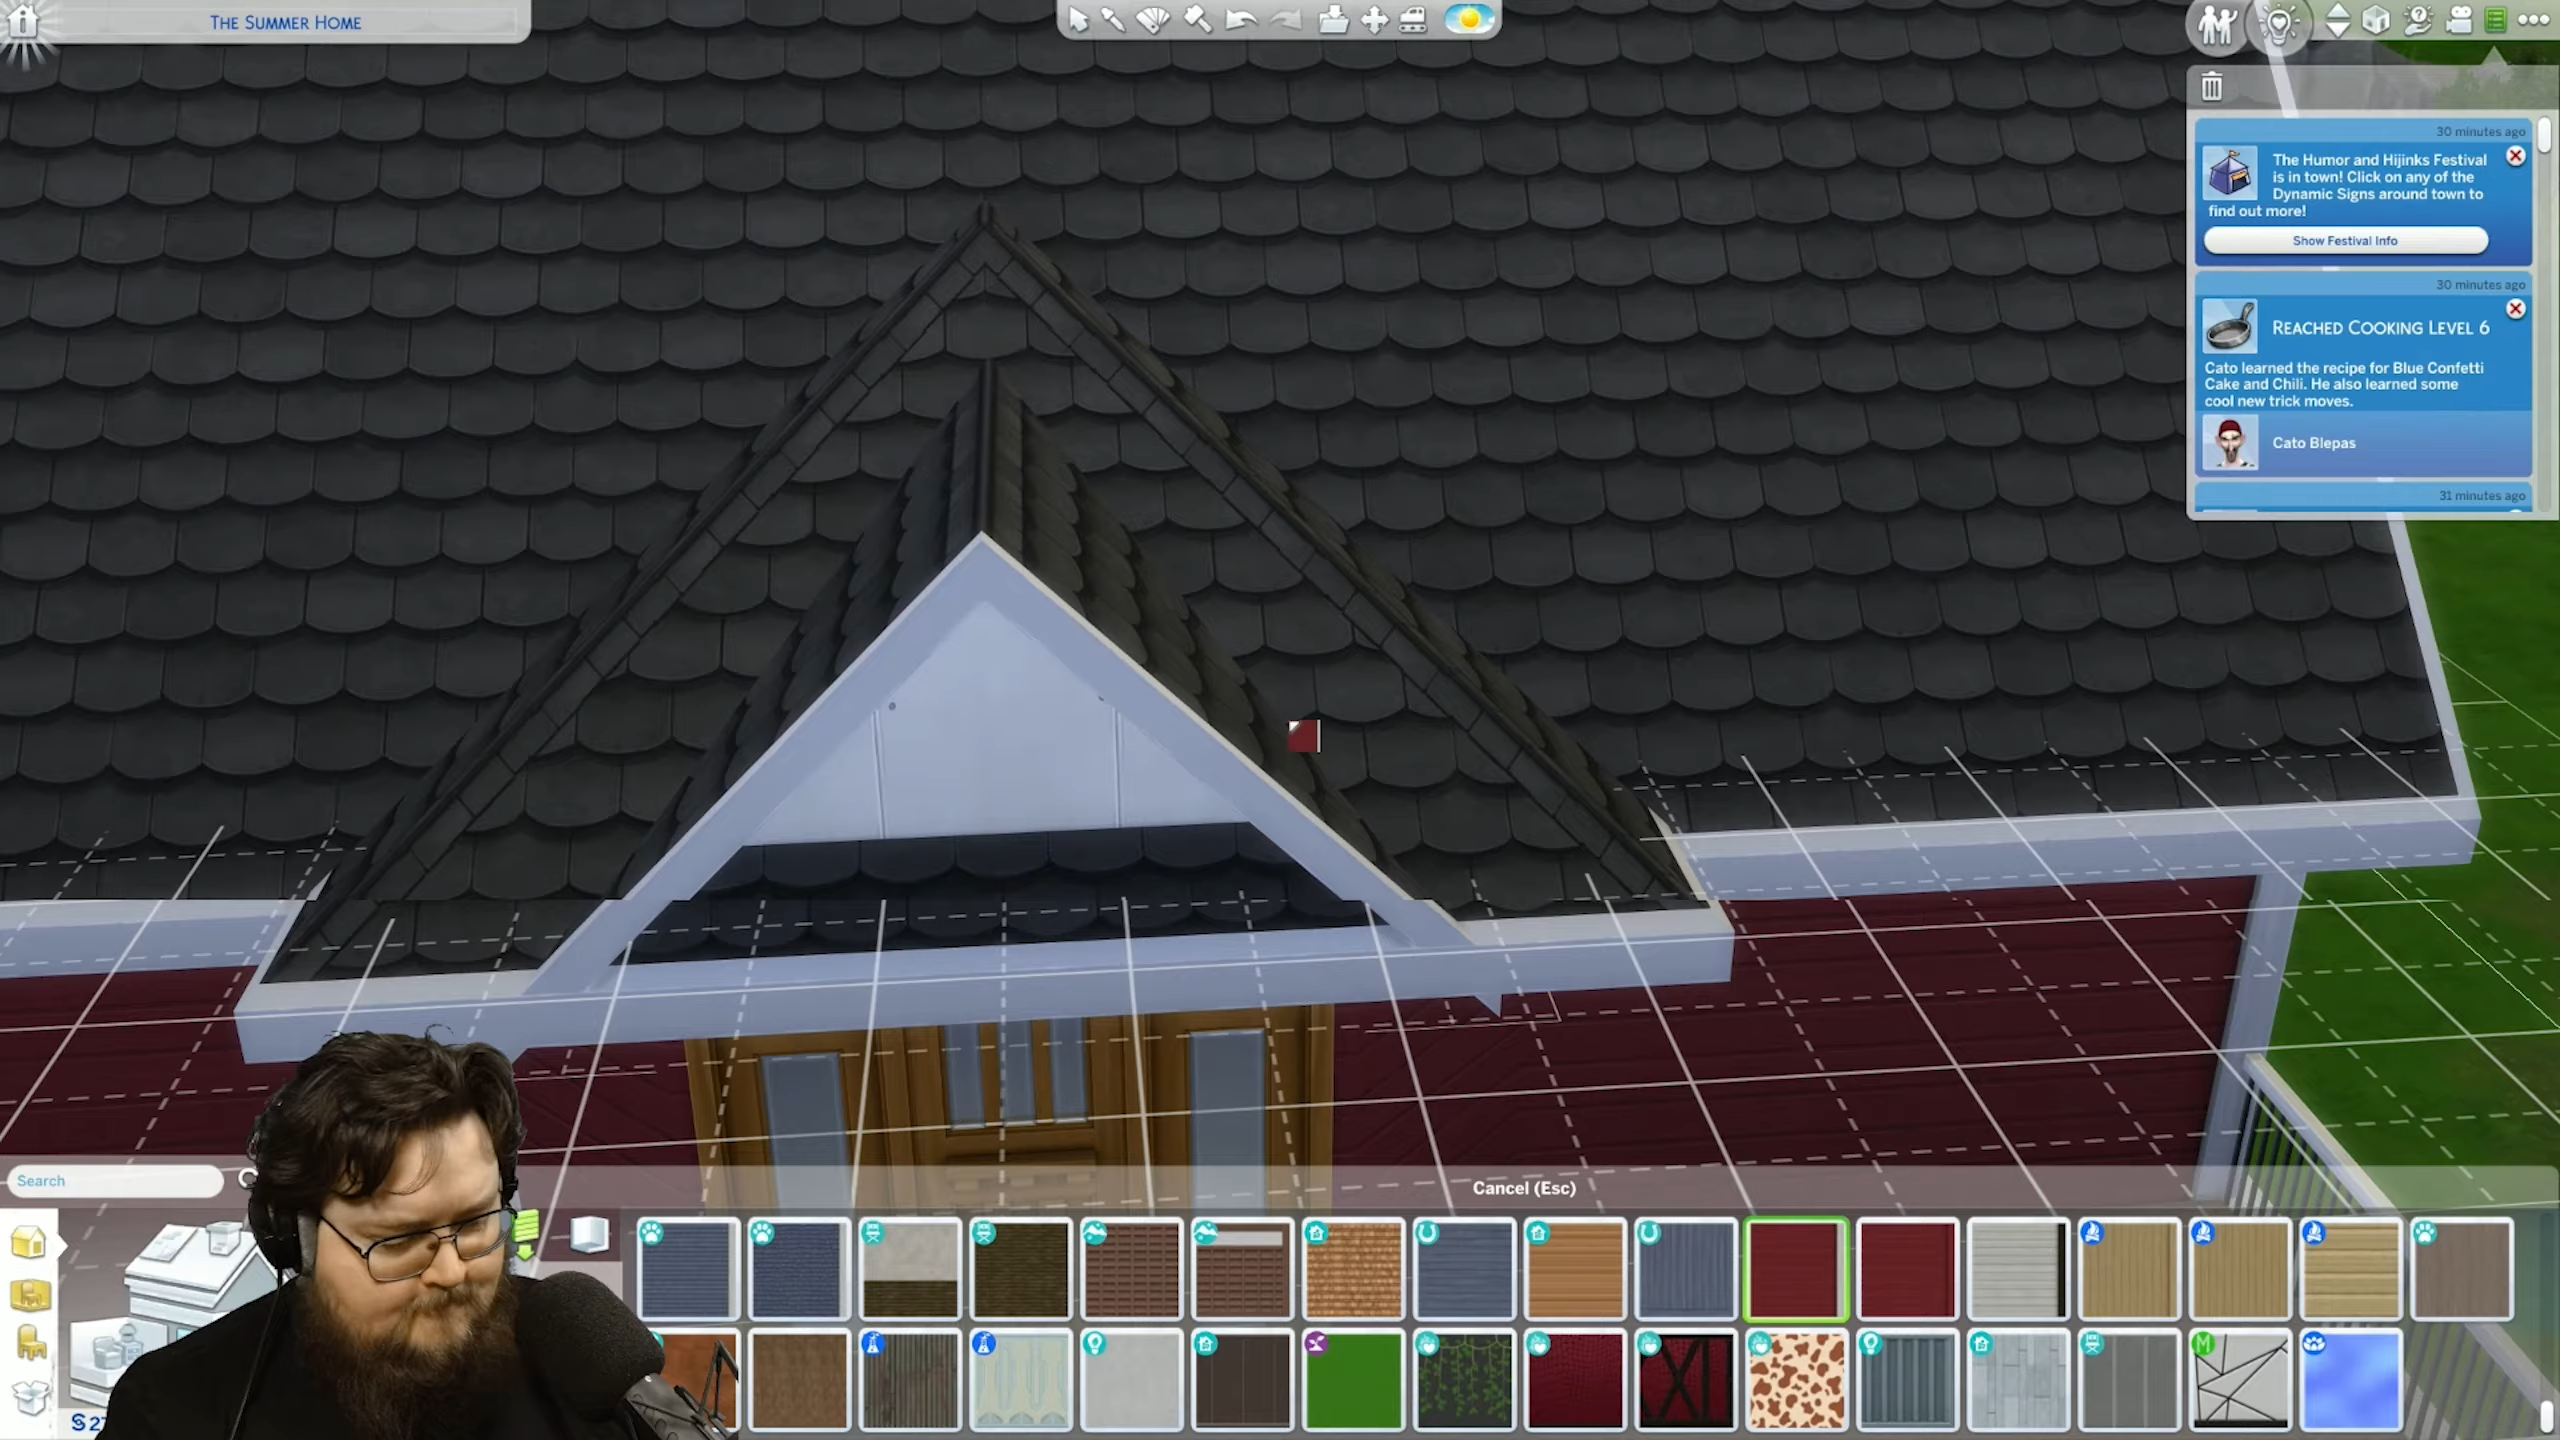 THE SUMMER HOME
30 minutes ago
The Humor and Hijinks Festival
is in town! Click on any of the
Dynamic Signs around town to
find out more!
Show Festival Info
30 minutes ago
REACHED COOKING LEVEL 6
Cato learned the recipe for Blue Confetti
Cake and Chili. He also learned some
cool new trick moves.
Cato Blepas
31 minutes ago
Search
Cancel (Esc)